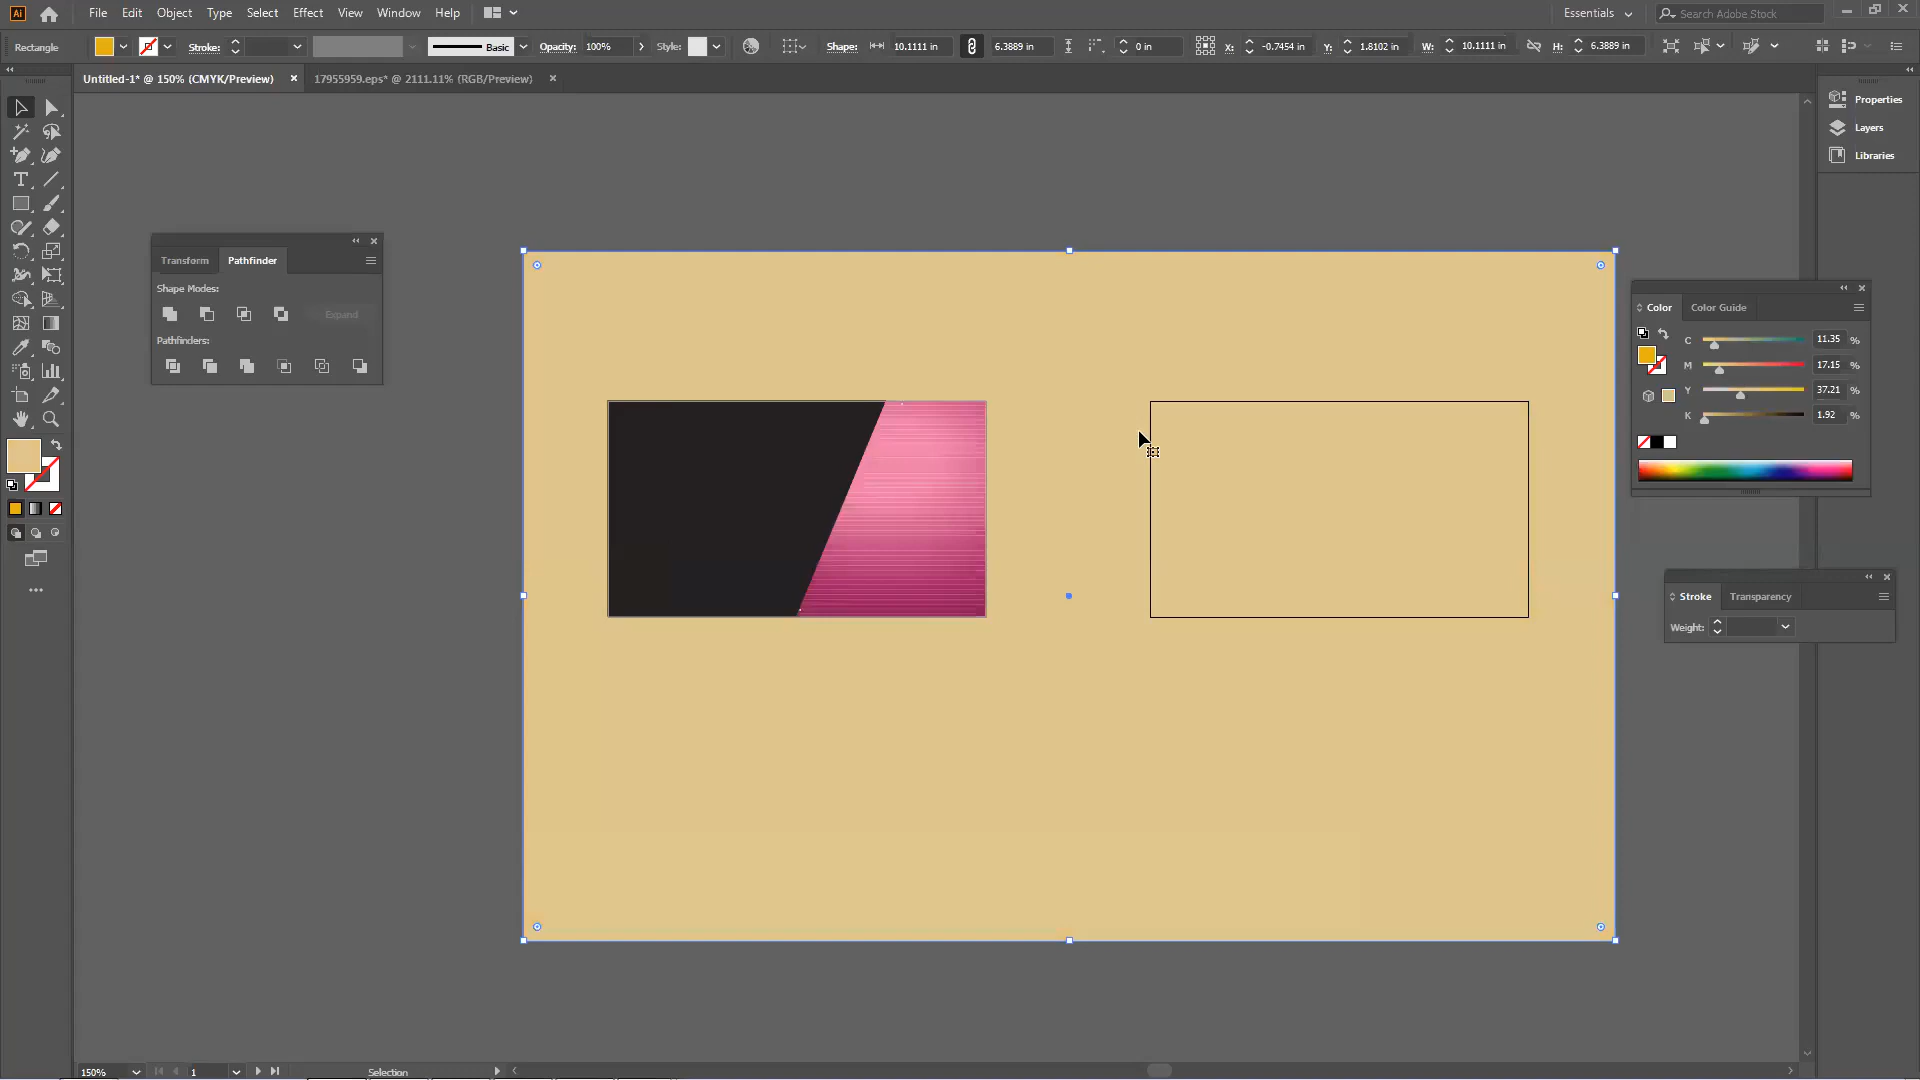 Ai File Edit Object Type Select Effect View Window Help Essentials Search Adobe Stock
Rectangle Stroke: Basic Opacity: 100% Style: Shape: 10.1111 in 6.3889 in 0 in X: -0.7454 in Y: 1.8102 in W: 10.1111 in H: 6.3889 in
Untitled-1* @ 150% (CMYK/Preview) 17955959.eps* @ 2111.11% (RGB/Preview)
Properties
Layers
Libraries
Transform Pathfinder
Shape Modes:
Expand
Pathfinders:
Color Color Guide
C 11.35 %
M 17.15 %
Y 37.21 %
K 1.92 %
Stroke Transparency
Weight:
150% 1 Selection